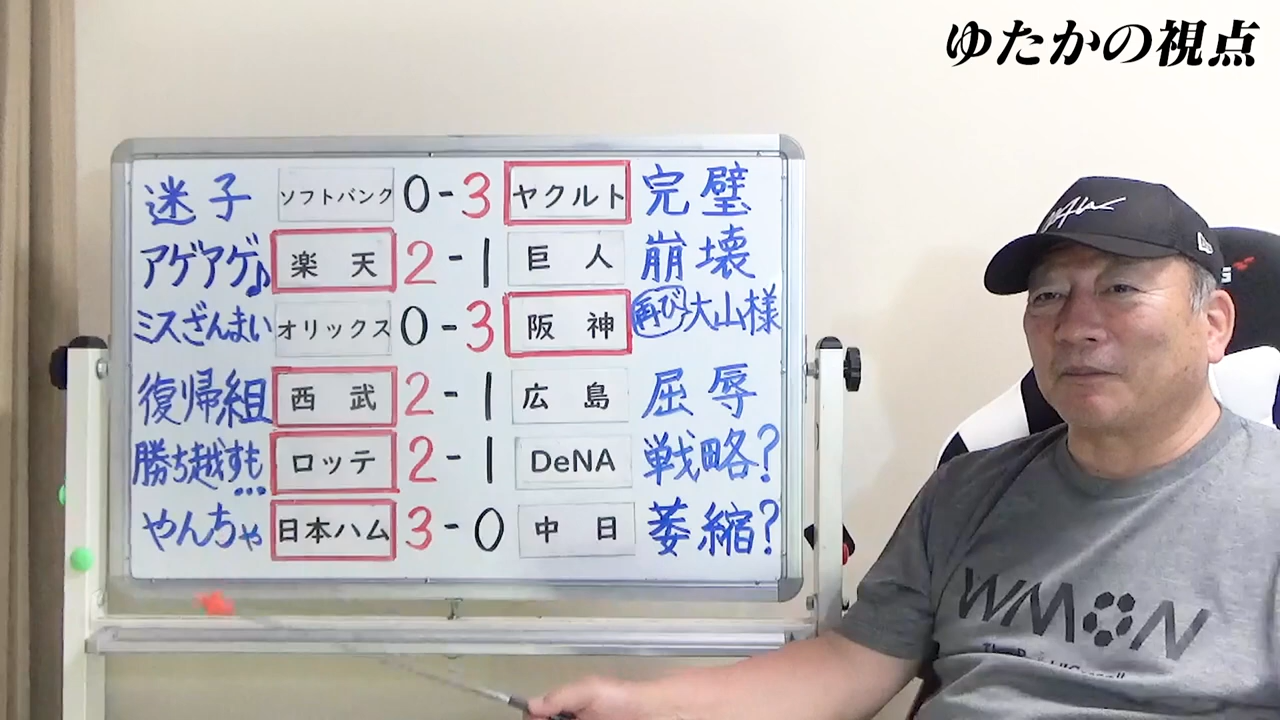 ゆたかの視点
迷子 ソフトバンク 0-3 ヤクルト 完璧
アゲアゲ♪ 楽天 2-1 巨人 崩壊
ミスざんまい オリックス 0-3 阪神 再び大山様
復帰組 西武 2-1 広島 屈辱
勝ち越すも… ロッテ 2-1 DeNA 戦略?
やんちゃ 日本ハム 3-0 中日 萎縮?
WMON